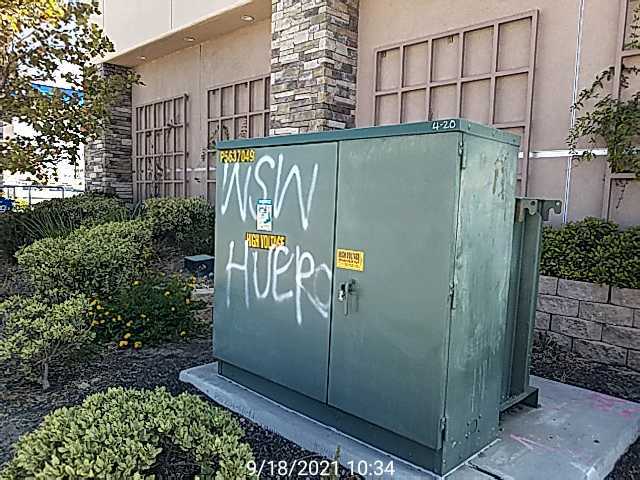 4-20
P5637049
WSW
HIGH VOLTAGE
HUERO
HIGH VOLTAGE
9/18/2021 10:34